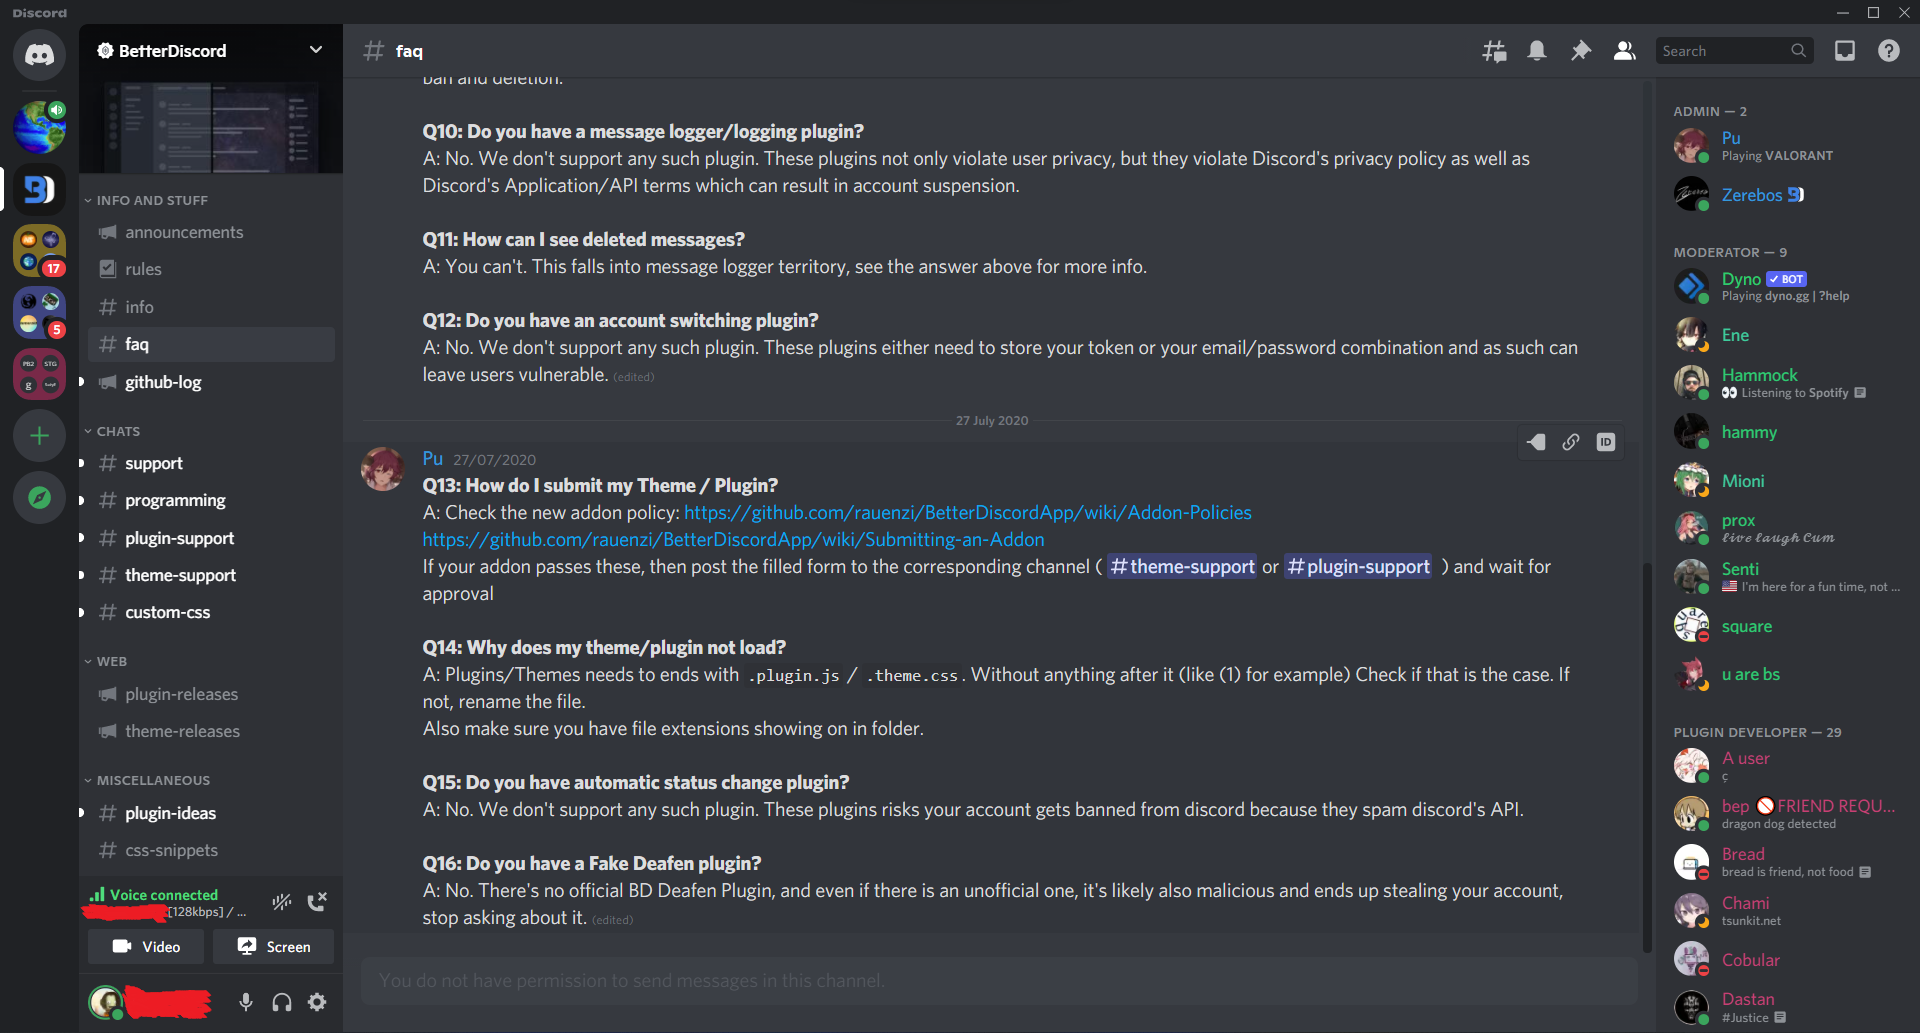 Discord
BetterDiscord
faq
Search
17
5
PB2
STG
g
INFO AND STUFF
announcements
rules
info
faq
github-log
CHATS
support
programming
plugin-support
theme-support
custom-css
WEB
plugin-releases
theme-releases
MISCELLANEOUS
plugin-ideas
css-snippets
Voice connected
[128kbps] / ...
Video
Screen
ban and deletion.
Q10: Do you have a message logger/logging plugin?
A: No. We don't support any such plugin. These plugins not only violate user privacy, but they violate Discord's privacy policy as well as
Discord's Application/API terms which can result in account suspension.
Q11: How can I see deleted messages?
A: You can't. This falls into message logger territory, see the answer above for more info.
Q12: Do you have an account switching plugin?
A: No. We don't support any such plugin. These plugins either need to store your token or your email/password combination and as such can
leave users vulnerable. (edited)
27 July 2020
ID
Pu 27/07/2020
Q13: How do I submit my Theme / Plugin?
A: Check the new addon policy: https://github.com/rauenzi/BetterDiscordApp/wiki/Addon-Policies
https://github.com/rauenzi/BetterDiscordApp/wiki/Submitting-an-Addon
If your addon passes these, then post the filled form to the corresponding channel ( #theme-support or #plugin-support ) and wait for
approval
Q14: Why does my theme/plugin not load?
A: Plugins/Themes needs to ends with .plugin.js / .theme.css. Without anything after it (like (1) for example) Check if that is the case. If
not, rename the file.
Also make sure you have file extensions showing on in folder.
Q15: Do you have automatic status change plugin?
A: No. We don't support any such plugin. These plugins risks your account gets banned from discord because they spam discord's API.
Q16: Do you have a Fake Deafen plugin?
A: No. There's no official BD Deafen Plugin, and even if there is an unofficial one, it's likely also malicious and ends up stealing your account,
stop asking about it. (edited)
You do not have permission to send messages in this channel.
ADMIN — 2
Pu
Playing VALORANT
Zerebos
MODERATOR — 9
Dyno BOT
Playing dyno.gg | ?help
Ene
Hammock
👀 Listening to Spotify
hammy
Mioni
prox
𝓵𝓲𝓿𝓮 𝓵𝓪𝓾𝓰𝓱 𝓒𝓾𝓶
Senti
🇺🇸 I'm here for a fun time, not ...
square
u are bs
PLUGIN DEVELOPER — 29
A user
ç
bep 🚫FRIEND REQU...
dragon dog detected
Bread
bread is friend, not food
Chami
tsunkit.net
Cobular
Dastan
#Justice